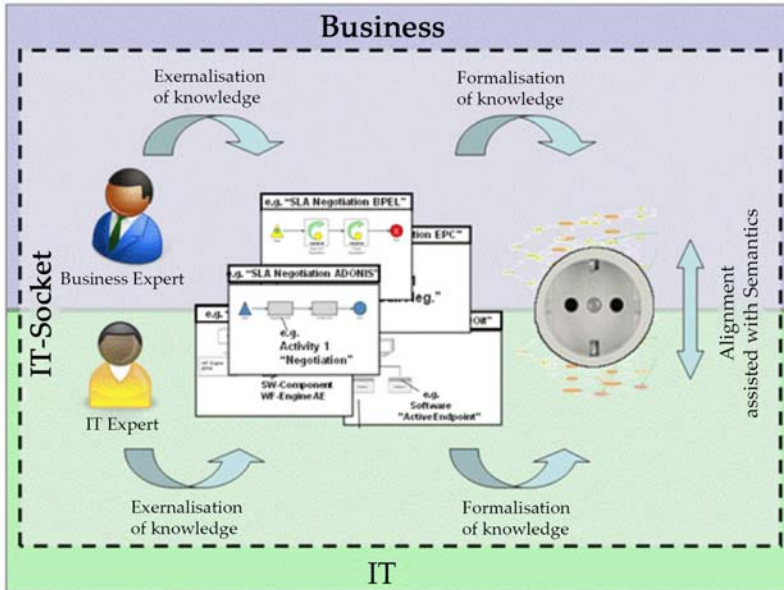 Business
Exernalisation
of knowledge
Formalisation
of knowledge
IT-Socket
Business Expert
IT Expert
e.g. "SLA Negotiation BPEL"
EPC"
Neg."
e.g. "SLA Negotiation ADONIS"
e.g.
Activity 1
"Negotiation"
e.g. "
SW-Component
WF-EngineAE
e.g.
Software
"ActiveEndpoint"
Alignment
assisted with Semantics
Exernalisation
of knowledge
Formalisation
of knowledge
IT